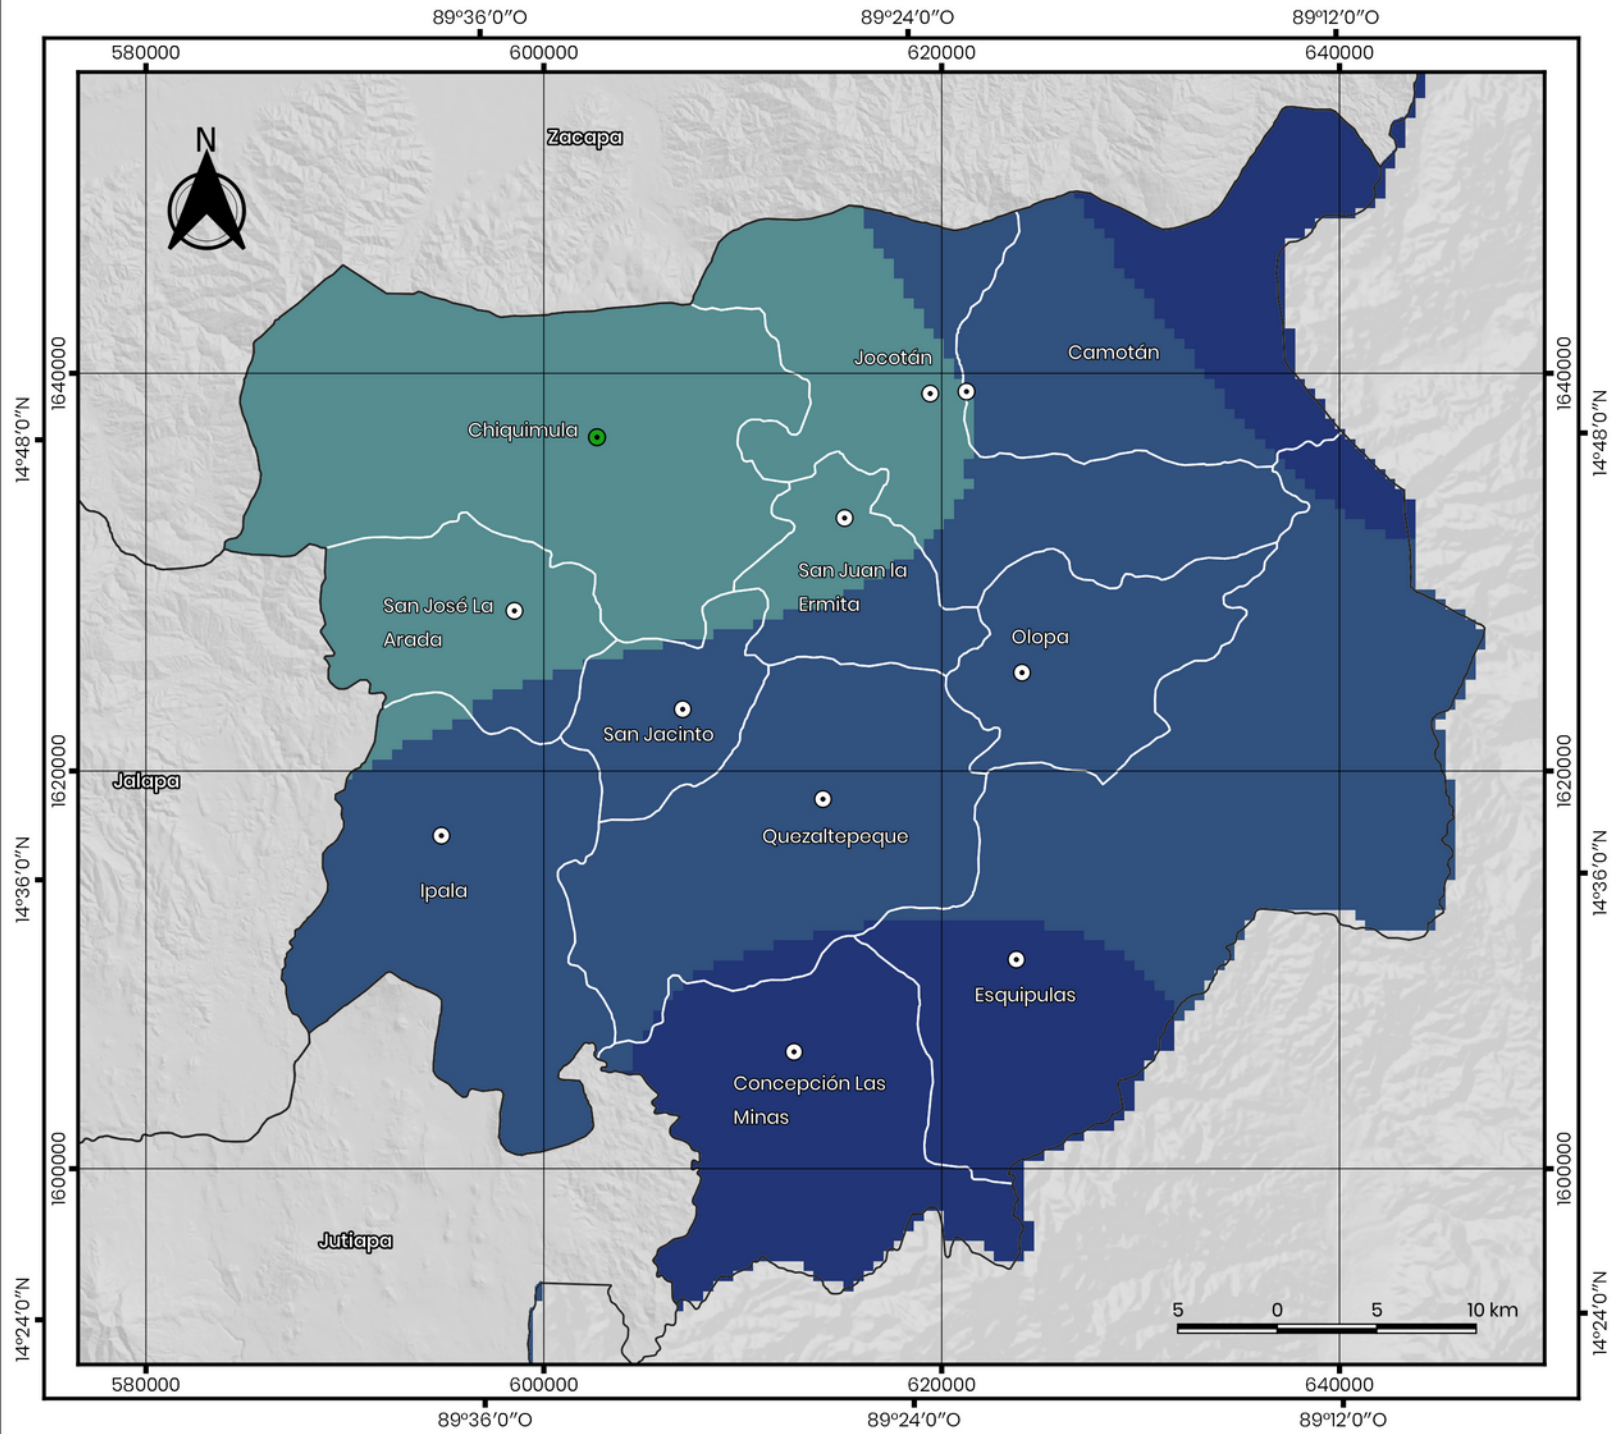 89°36'0"O 89°24'0"O 89°12'0"O
580000 600000 620000 640000
N
Zacapa
Jocotán
Camotán
1640000
1640000
Chiquimula
14°48'0"N
14°48'0"N
San Juan la
Ermita
San José La
Arada
Olopa
San Jacinto
Jalapa
1620000
1620000
Quezaltepeque
Ipala
14°36'0"N
14°36'0"N
Esquipulas
Concepción Las
Minas
1600000
1600000
Jutiapa
5 0 5 10 km
14°24'0"N
14°24'0"N
580000 600000 620000 640000
89°36'0"O 89°24'0"O 89°12'0"O